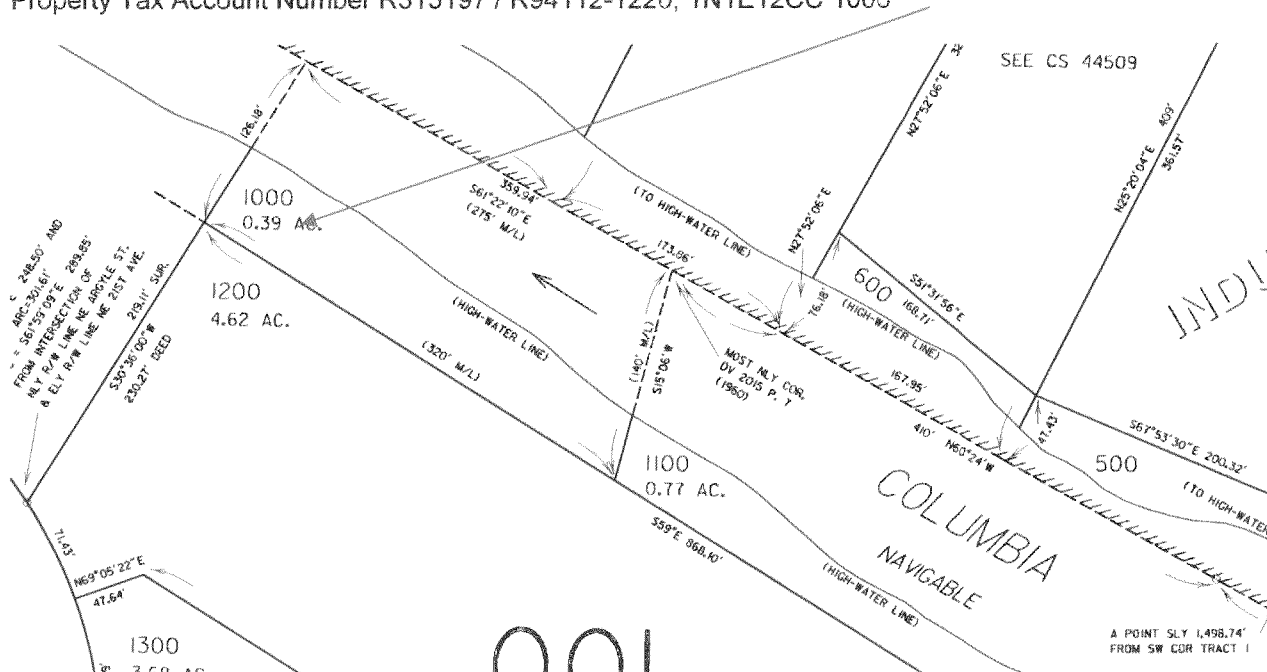 Property Tax Account Number R315197 / R94112-1220, 1N1E12CC 1000
SEE CS 44509
126.18'
1000
0.39 AC.
359.94'
S61°22'10"E
(275' M/L)
(TO HIGH-WATER LINE)
N27°52'06"E
N27°52'06"E
409'
N25°20'04"E
361.57'
248.50' AND
ARC=301.61'
= S61°59'09"E 289.85'
FROM INTERSECTION OF
NLY R/W LINE NE ARGYLE ST.
& ELY R/W LINE NE 21ST AVE.
219.11' SUR.
S30°36'00"W
230.27' DEED
1200
4.62 AC.
(HIGH-WATER LINE)
(320' M/L)
173.86'
(140' M/L)
S15°06'W
MOST NLY COR.
DV 2015 P. 7
(1960)
76.18'
600
S51°31'56"E
168.71'
(HIGH-WATER LINE)
167.95'
410' N60°24'W
47.43'
S67°53'30"E 200.32'
500
(TO HIGH-WATER
1100
0.77 AC.
S59°E 868.10'
COLUMBIA
NAVIGABLE
(HIGH-WATER LINE)
71.43'
N69°05'22"E
47.64'
1300
A POINT SLY 1,498.74'
FROM SW COR TRACT 1